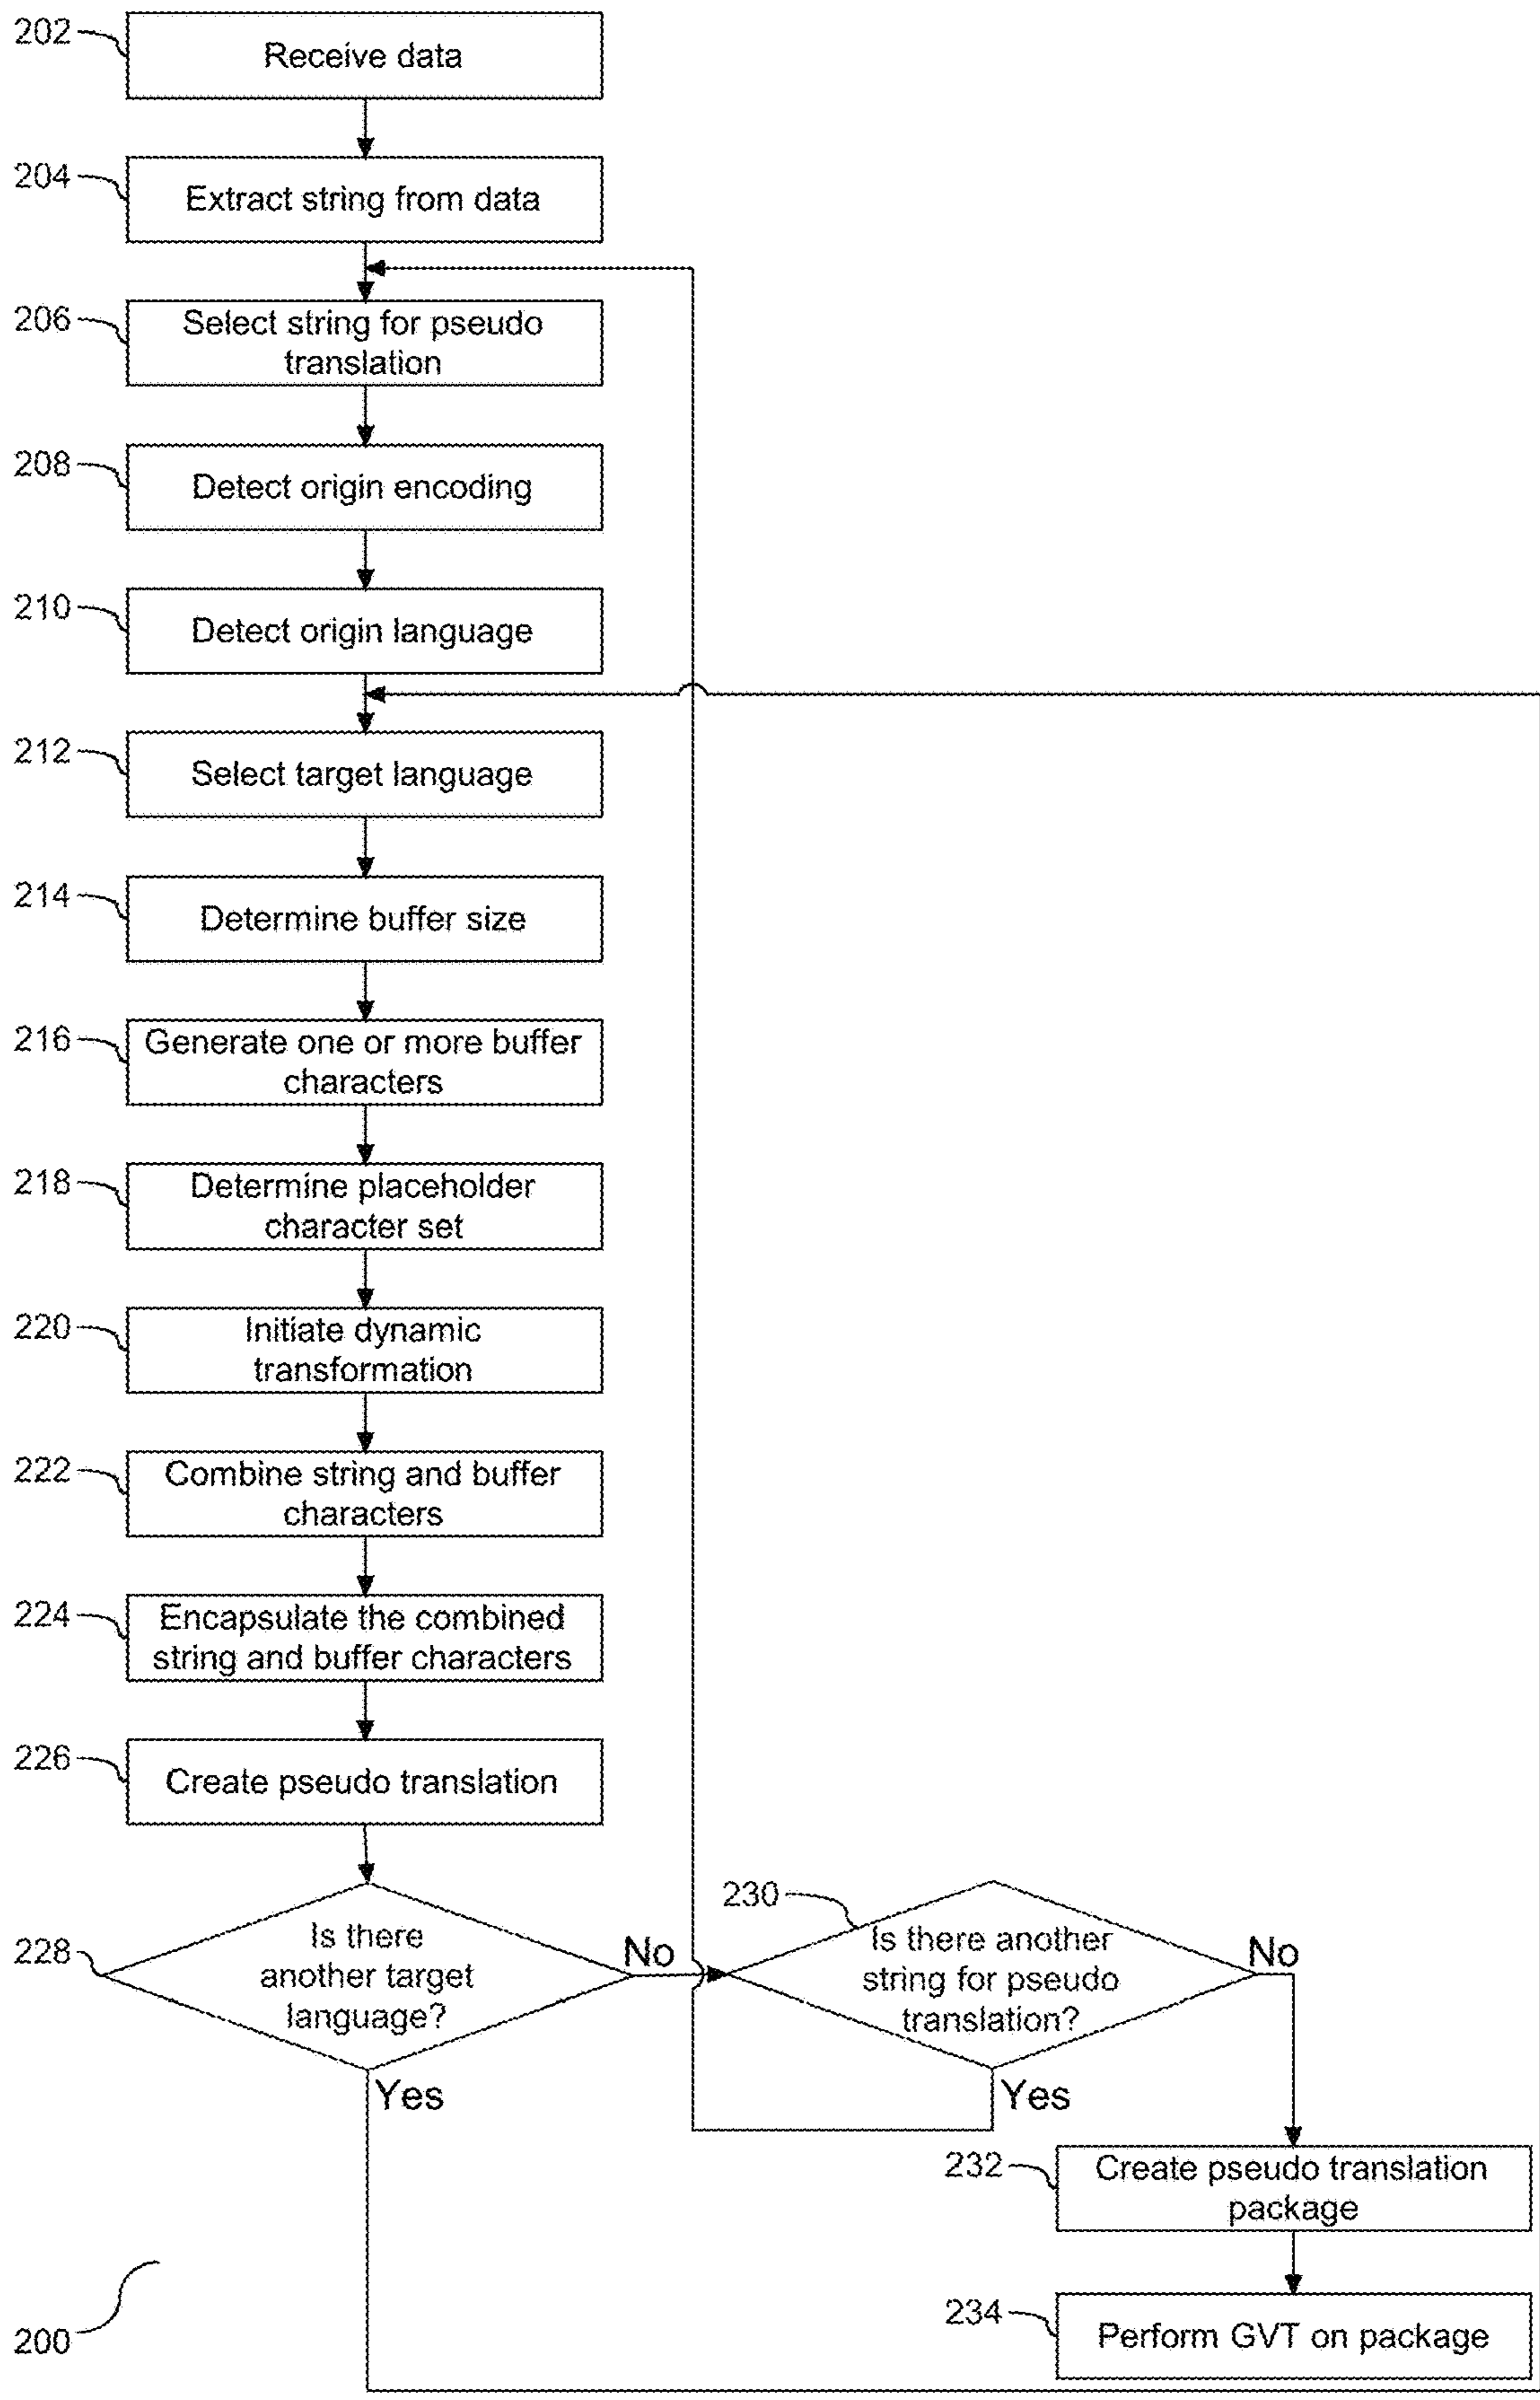 202
Receive data
204
Extract string from data
206
Select string for pseudo
translation
208
Detect origin encoding
210
Detect origin language
212
Select target language
214
Determine buffer size
216
Generate one or more buffer
characters
218
Determine placeholder
character set
220
Initiate dynamic
transformation
222
Combine string and buffer
characters
224
Encapsulate the combined
string and buffer characters
226
Create pseudo translation
228
Is there
another target
language?
No
Yes
230
Is there another
string for pseudo
translation?
No
Yes
232
Create pseudo translation
package
234
Perform GVT on package
200